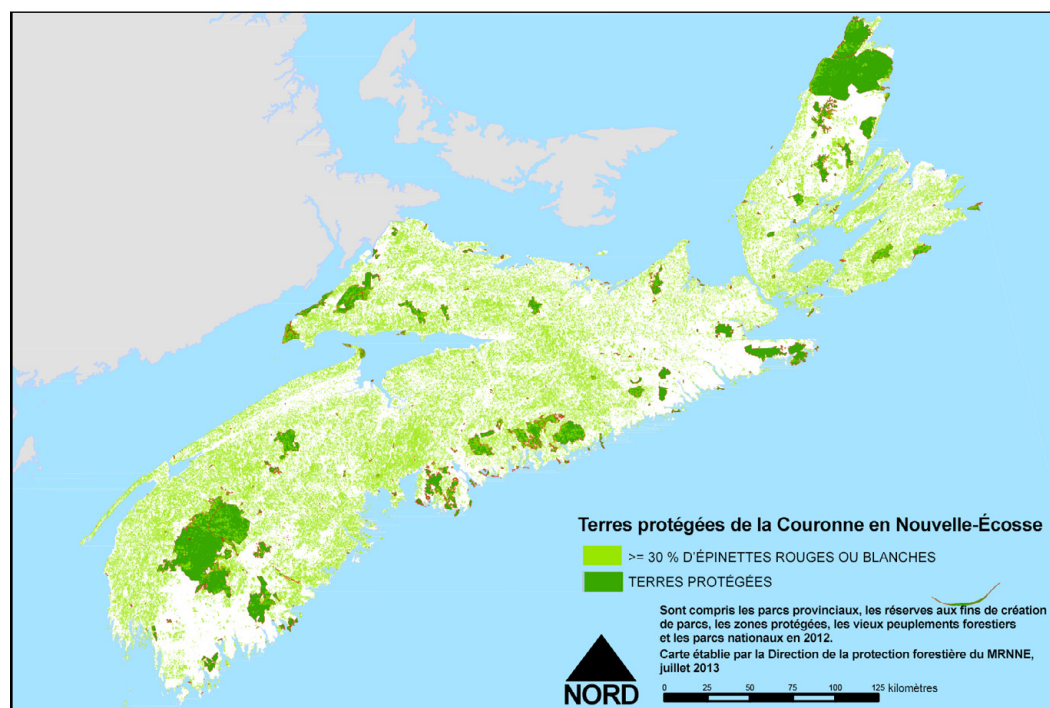 Terres protégées de la Couronne en Nouvelle-Écosse
>= 30 % D'ÉPINETTES ROUGES OU BLANCHES
TERRES PROTÉGÉES
Sont compris les parcs provinciaux, les réserves aux fins de création
de parcs, les zones protégées, les vieux peuplements forestiers
et les parcs nationaux en 2012.
Carte établie par la Direction de la protection forestière du MRNNE,
juillet 2013
NORD
0 25 50 75 100 125 kilomètres